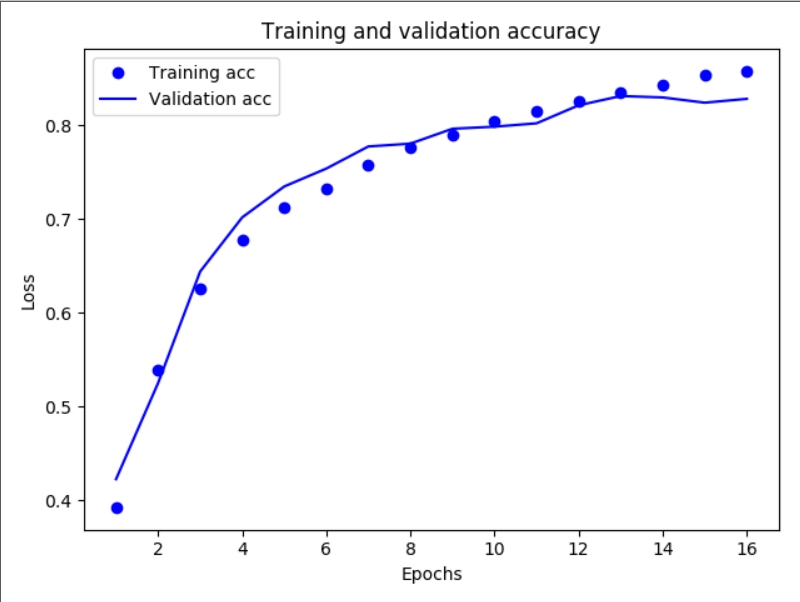 Training and validation accuracy
Training acc
Validation acc
0.8
0.7
0.6
0.5
0.4
Loss
2 4 6 8 10 12 14 16
Epochs